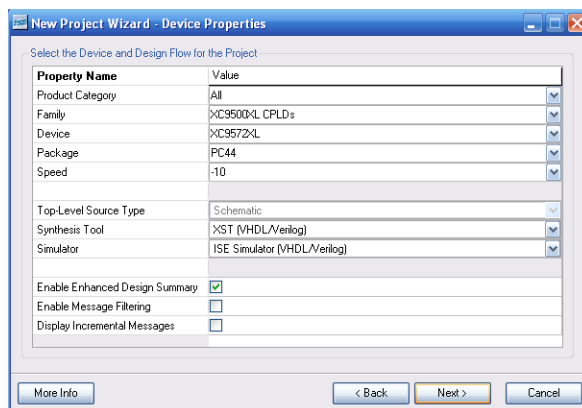 New Project Wizard - Device Properties
Select the Device and Design Flow for the Project
Property Name Value
Product Category All
Family XC9500XL CPLDs
Device XC9572XL
Package PC44
Speed -10
Top-Level Source Type Schematic
Synthesis Tool XST (VHDL/Verilog)
Simulator ISE Simulator (VHDL/Verilog)
Enable Enhanced Design Summary
Enable Message Filtering
Display Incremental Messages
More Info < Back Next > Cancel